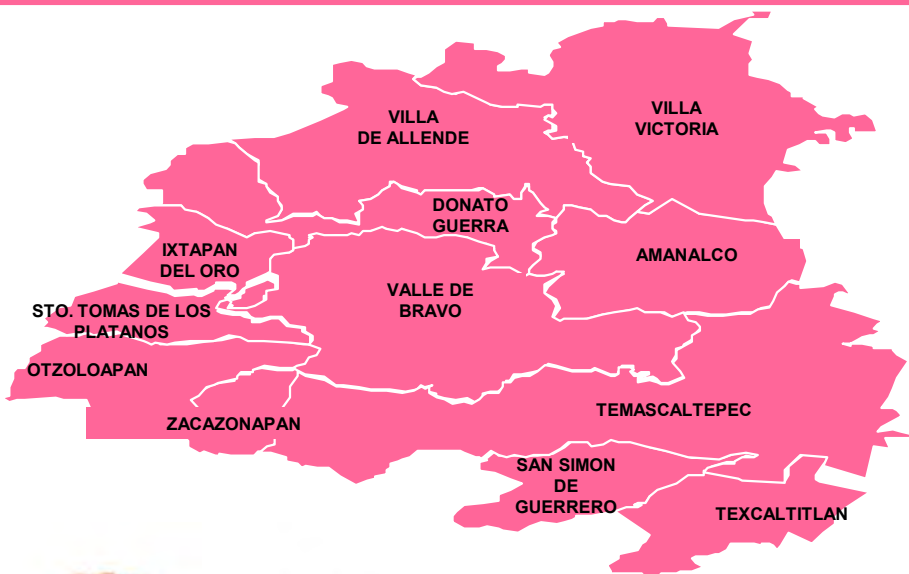 VILLA
VICTORIA
VILLA
DE ALLENDE
DONATO
GUERRA
IXTAPAN
DEL ORO
AMANALCO
VALLE DE
BRAVO
STO. TOMAS DE LOS
PLATANOS
OTZOLOAPAN
ZACAZONAPAN
TEMASCALTEPEC
SAN SIMON
DE
GUERRERO
TEXCALTITLAN